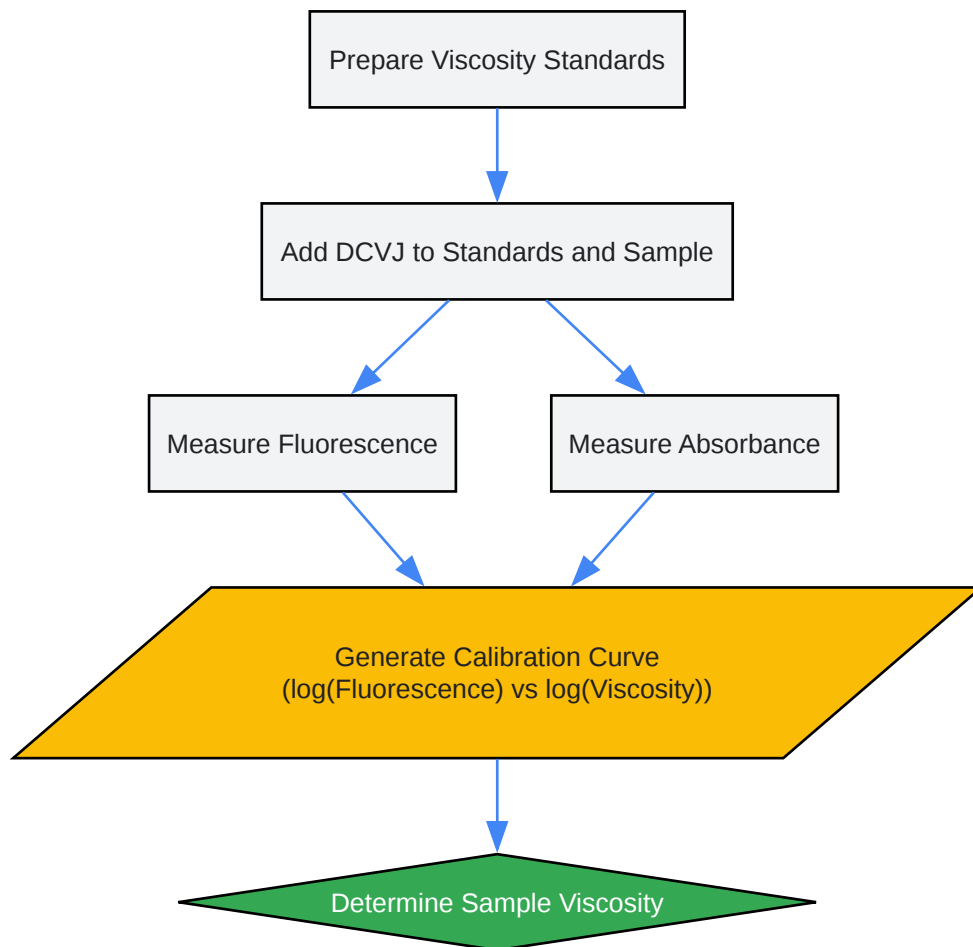 Prepare Viscosity Standards
Add DCVJ to Standards and Sample
Measure Fluorescence
Measure Absorbance
Generate Calibration Curve
(log(Fluorescence) vs log(Viscosity))
Determine Sample Viscosity